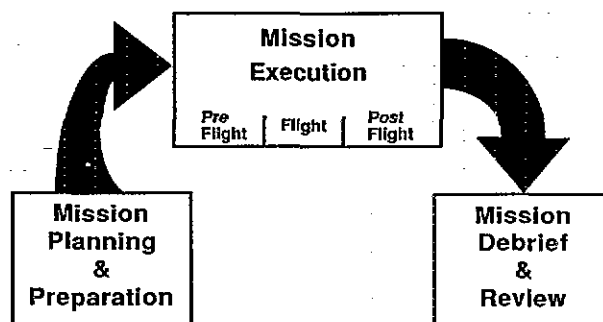 Mission
Execution
Pre Flight
Flight
Post Flight
Mission
Planning
&
Preparation
Mission
Debrief
&
Review